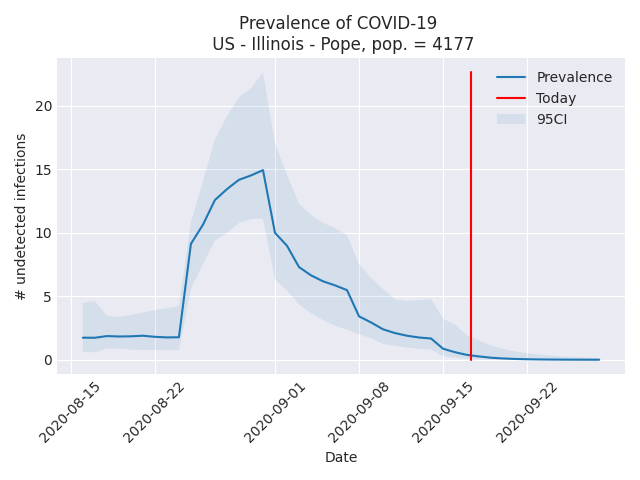 Prevalence of COVID-19
US - Illinois - Pope, pop. = 4177
# undetected infections
20
15
10
5
0
Prevalence
Today
95CI
2020-08-15
2020-08-22
2020-09-01
2020-09-08
2020-09-15
2020-09-22
Date